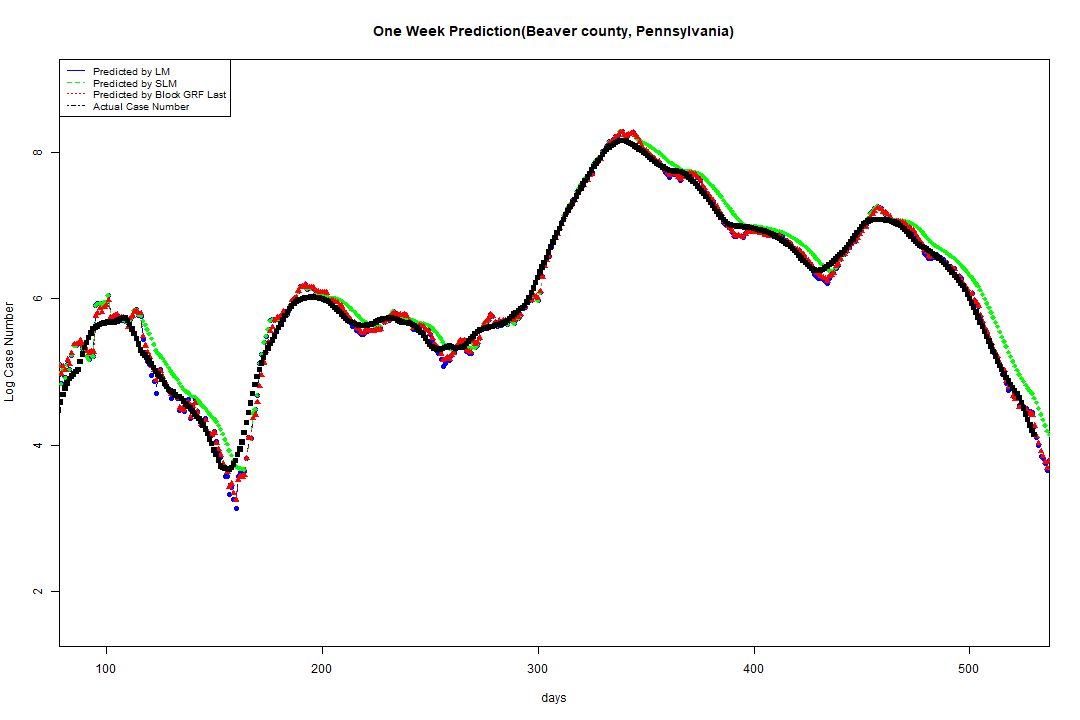 One Week Prediction(Beaver county, Pennsylvania)
Predicted by LM
Predicted by SLM
Predicted by Block GRF Last
Actual Case Number
Log Case Number
8
6
4
2
100 200 300 400 500
days